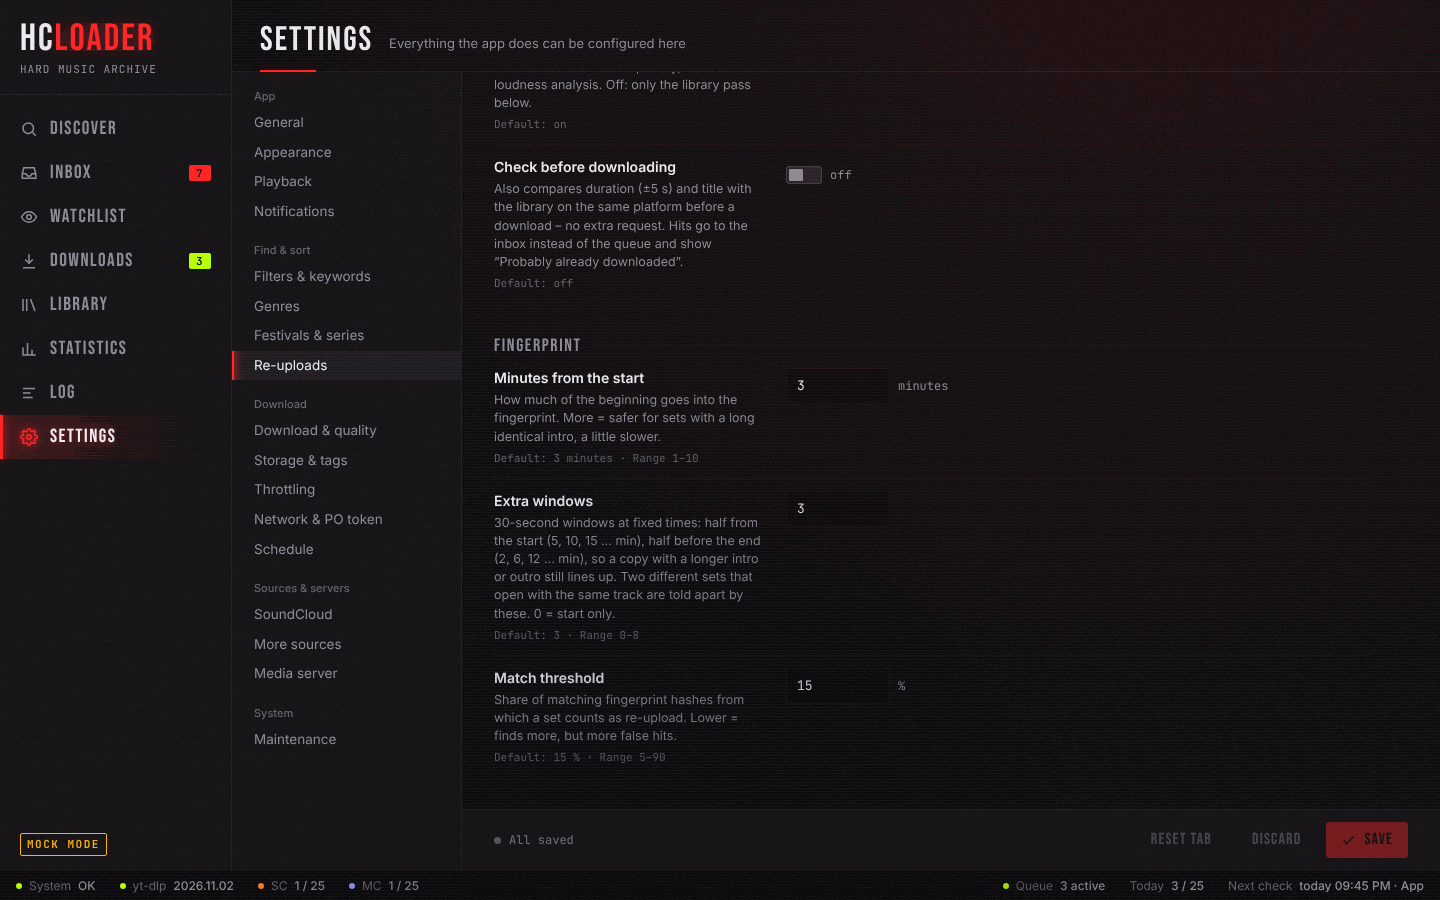 HCLOADER
HARD MUSIC ARCHIVE
DISCOVER
INBOX 7
WATCHLIST
DOWNLOADS 3
LIBRARY
STATISTICS
LOG
SETTINGS
MOCK MODE
SETTINGS Everything the app does can be configured here
App
General
Appearance
Playback
Notifications
Find & sort
Filters & keywords
Genres
Festivals & series
Re-uploads
Download
Download & quality
Storage & tags
Throttling
Network & PO token
Schedule
Sources & servers
SoundCloud
More sources
Media server
System
Maintenance
loudness analysis. Off: only the library pass
below.
Default: on
Check before downloading
off
Also compares duration (±5 s) and title with
the library on the same platform before a
download – no extra request. Hits go to the
inbox instead of the queue and show
“Probably already downloaded”.
Default: off
FINGERPRINT
Minutes from the start
3 minutes
How much of the beginning goes into the
fingerprint. More = safer for sets with a long
identical intro, a little slower.
Default: 3 minutes · Range 1–10
Extra windows
3
30-second windows at fixed times: half from
the start (5, 10, 15 … min), half before the end
(2, 6, 12 … min), so a copy with a longer intro
or outro still lines up. Two different sets that
open with the same track are told apart by
these. 0 = start only.
Default: 3 · Range 0–8
Match threshold
15 %
Share of matching fingerprint hashes from
which a set counts as re-upload. Lower =
finds more, but more false hits.
Default: 15 % · Range 5–90
All saved
RESET TAB
DISCARD
SAVE
System OK yt-dlp 2026.11.02 SC 1 / 25 MC 1 / 25 Queue 3 active Today 3 / 25 Next check today 09:45 PM · App